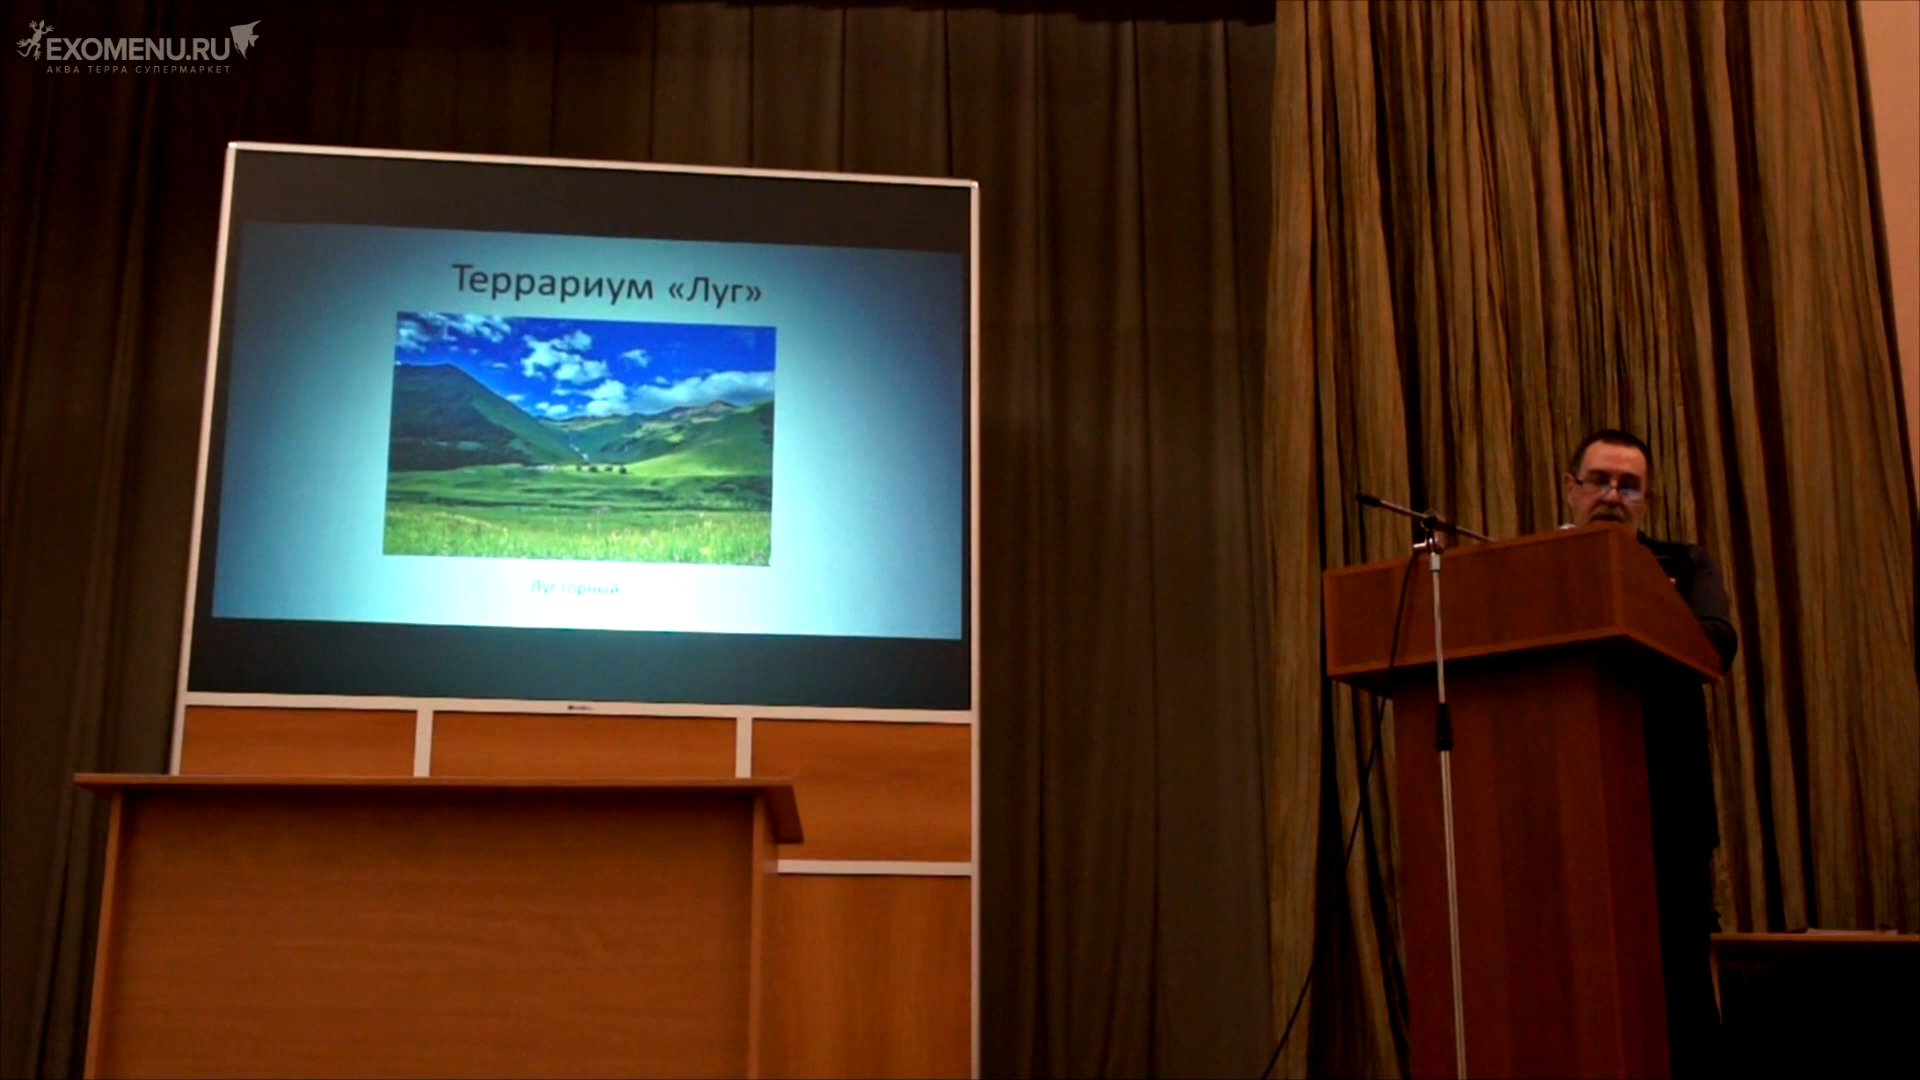 EXOMENU.RU
АКВА ТЕРРА СУПЕРМАРКЕТ
Террариум «Луг»
Луг горный